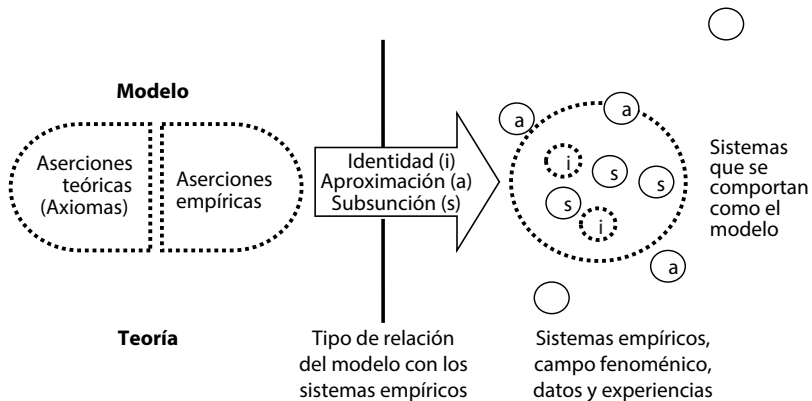 Modelo
Aserciones
teóricas
(Axiomas)
Aserciones
empíricas
Identidad (i)
Aproximación (a)
Subsunción (s)
a
a
i
s
s
s
i
a
Sistemas
que se
comportan
como el
modelo
Teoría
Tipo de relación
del modelo con los
sistemas empíricos
Sistemas empíricos,
campo fenoménico,
datos y experiencias